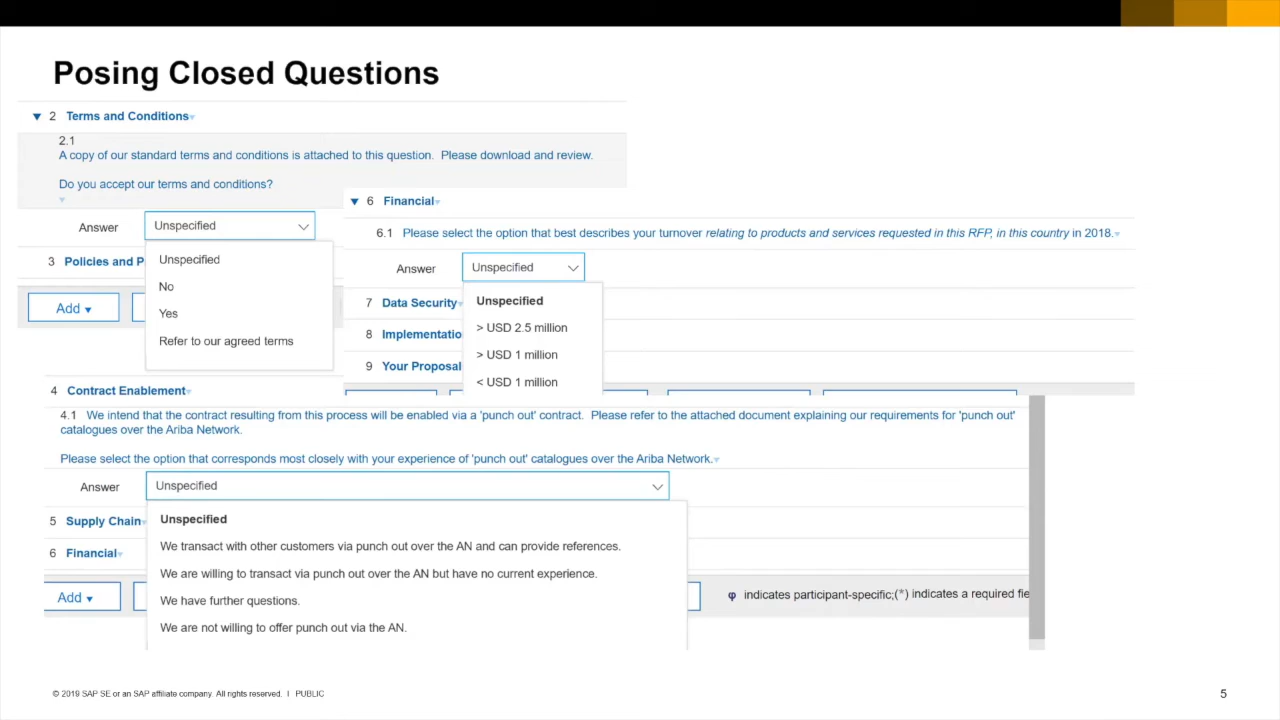 Posing Closed Questions
2 Terms and Conditions
2.1
A copy of our standard terms and conditions is attached to this question. Please download and review.
Do you accept our terms and conditions?
Answer Unspecified
Unspecified
No
Yes
Refer to our agreed terms
3 Policies and P
Add
6 Financial
6.1 Please select the option that best describes your turnover relating to products and services requested in this RFP, in this country in 2018.
Answer Unspecified
Unspecified
> USD 2.5 million
> USD 1 million
< USD 1 million
7 Data Security
8 Implementatio
9 Your Proposal
4 Contract Enablement
4.1 We intend that the contract resulting from this process will be enabled via a 'punch out' contract. Please refer to the attached document explaining our requirements for 'punch out'
catalogues over the Ariba Network.
Please select the option that corresponds most closely with your experience of 'punch out' catalogues over the Ariba Network.
Answer Unspecified
Unspecified
We transact with other customers via punch out over the AN and can provide references.
We are willing to transact via punch out over the AN but have no current experience.
We have further questions.
We are not willing to offer punch out via the AN.
5 Supply Chain
6 Financial
Add
φ indicates participant-specific;(*) indicates a required fie
© 2019 SAP SE or an SAP affiliate company. All rights reserved. I PUBLIC
5